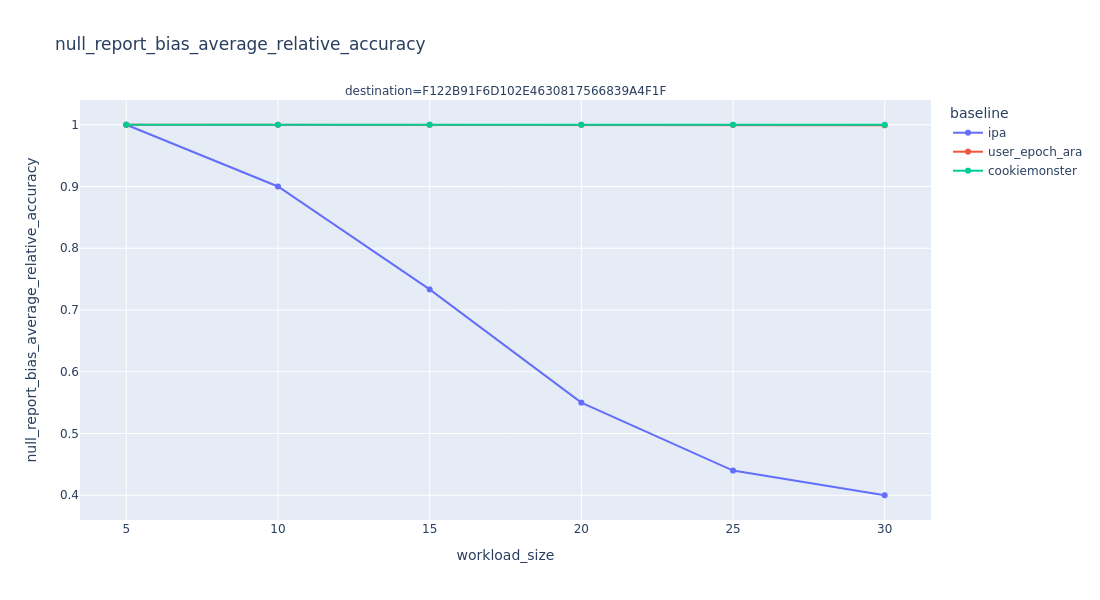 null_report_bias_average_relative_accuracy
destination=F122B91F6D102E4630817566839A4F1F
baseline
ipa
user_epoch_ara
cookiemonster
null_report_bias_average_relative_accuracy
1
0.9
0.8
0.7
0.6
0.5
0.4
5 10 15 20 25 30
workload_size